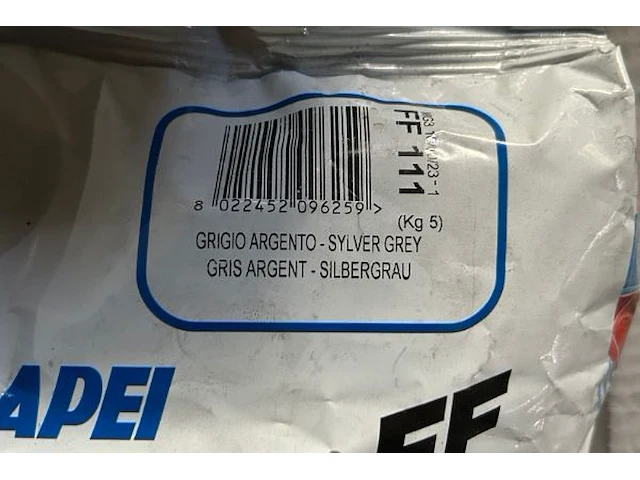 FF 111
8 022452 096259 >
(Kg 5)
GRIGIO ARGENTO - SYLVER GREY
GRIS ARGENT - SILBERGRAU
APEI
FF